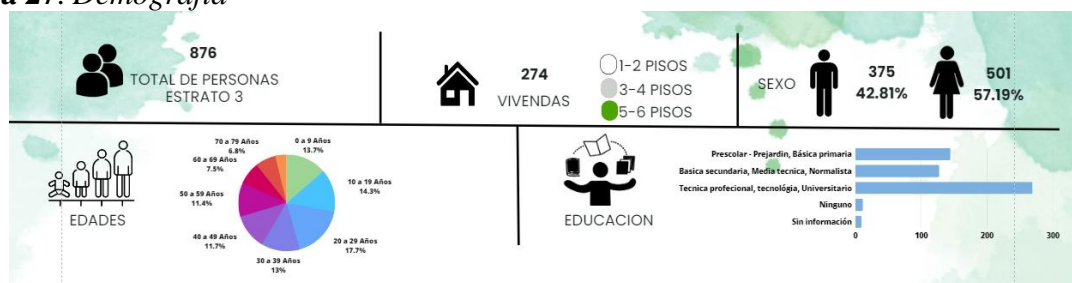 a 27. Demografía
876
TOTAL DE PERSONAS
ESTRATO 3
274
VIVENDAS
1-2 PISOS
3-4 PISOS
5-6 PISOS
SEXO
375
42.81%
501
57.19%
EDADES
70 a 79 Años
6.8%
0 a 9 Años
13.7%
60 a 69 Años
7.5%
10 a 19 Años
14.3%
50 a 59 Años
11.4%
40 a 49 Años
11.7%
20 a 29 Años
17.7%
30 a 39 Años
13%
EDUCACION
Prescolar - Prejardin, Básica primaria
Basica secundaria, Media tecnica, Normalista
Tecnica profecional, tecnológia, Universitario
Ninguno
Sin información
0
100
200
300